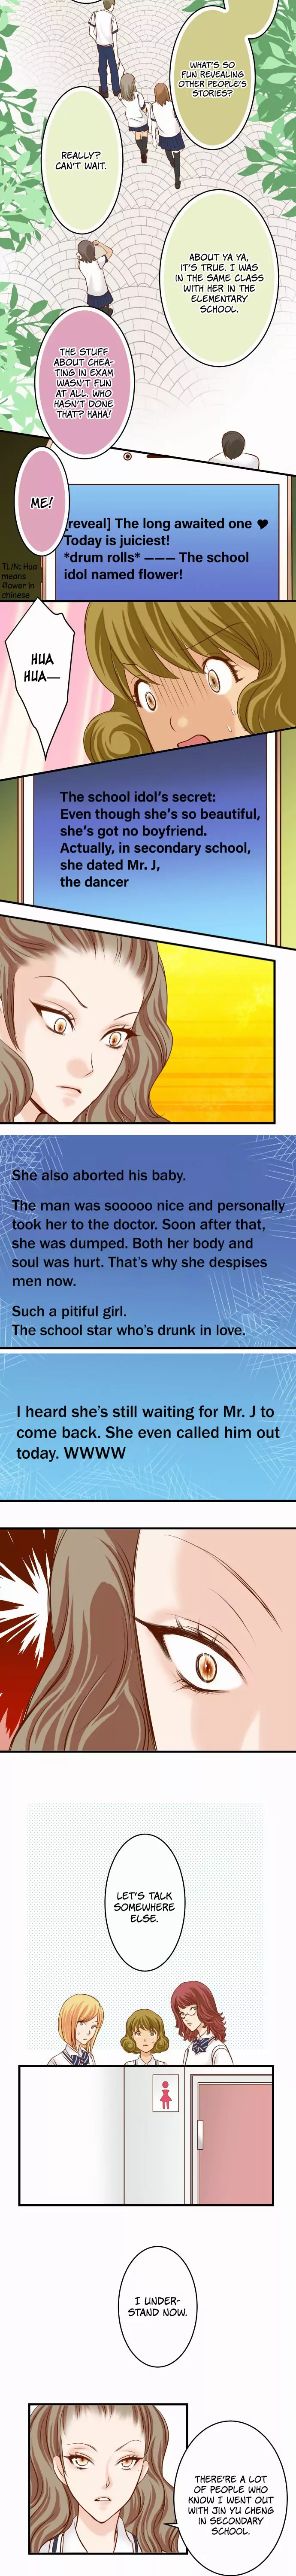 WHAT'S SO
FUN REVEALING
OTHER PEOPLE'S
STORIES?
REALLY?
CAN'T WAIT.
ABOUT YA YA,
IT'S TRUE. I WAS
IN THE SAME CLASS
WITH HER IN THE
ELEMENTARY
SCHOOL.
THE STUFF
ABOUT CHEA-
TING IN EXAM
WASN'T FUN
AT ALL. WHO
HASN'T DONE
THAT? HAHA!
ME!
[reveal] The long awaited one ♥
Today is juiciest!
*drum rolls* ——— The school
idol named flower!
TL/N: Hua
means
flower in
chinese
HUA
HUA—
The school idol's secret:
Even though she's so beautiful,
she's got no boyfriend.
Actually, in secondary school,
she dated Mr. J,
the dancer
She also aborted his baby.
The man was sooooo nice and personally
took her to the doctor. Soon after that,
she was dumped. Both her body and
soul was hurt. That's why she despises
men now.
Such a pitiful girl.
The school star who's drunk in love.
I heard she's still waiting for Mr. J to
come back. She even called him out
today. WWWW
LET'S TALK
SOMEWHERE
ELSE.
I UNDER-
STAND NOW.
THERE'RE A LOT
OF PEOPLE WHO
KNOW I WENT OUT
WITH JIN YU CHENG
IN SECONDARY
SCHOOL.